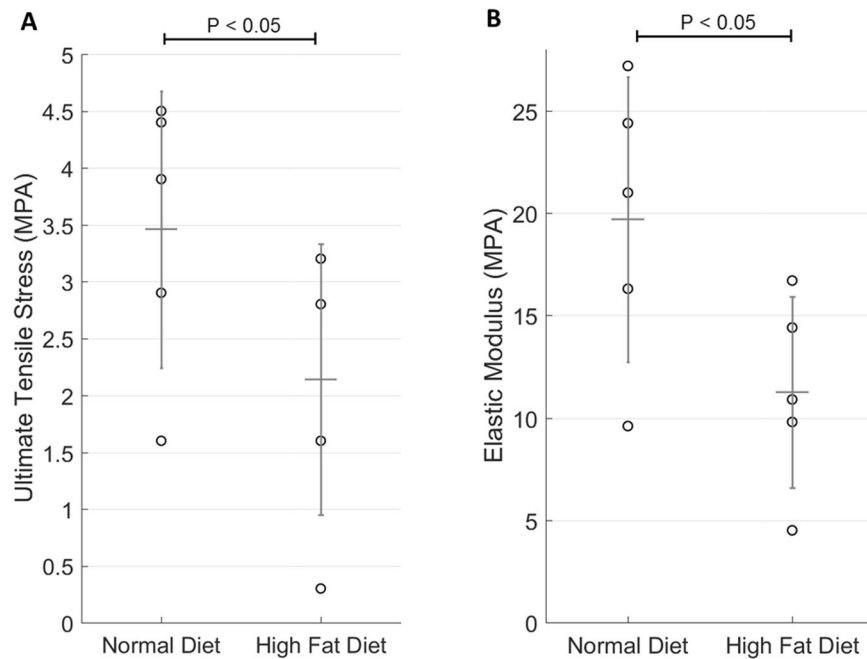 A
P < 0.05
Ultimate Tensile Stress (MPA)
5
4.5
4
3.5
3
2.5
2
1.5
1
0.5
0
Normal Diet
High Fat Diet
B
P < 0.05
Elastic Modulus (MPA)
25
20
15
10
5
0
Normal Diet
High Fat Diet